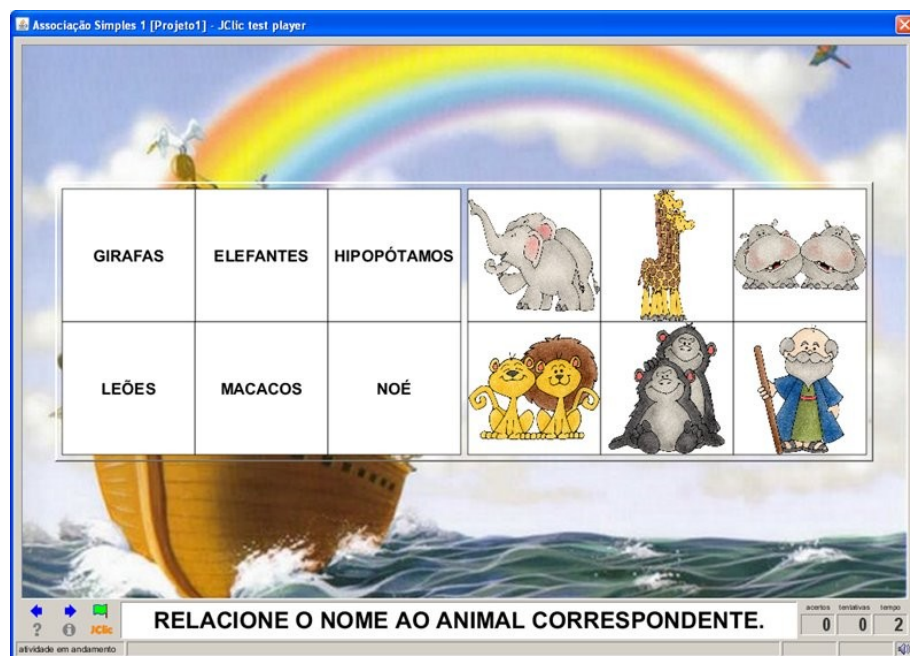 Associação Simples 1 [Projeto1] - JClic test player
GIRAFAS
ELEFANTES
HIPOPÓTAMOS
LEÕES
MACACOS
NOÉ
RELACIONE O NOME AO ANIMAL CORRESPONDENTE.
acertos tentativas tempo
0 0 2
? i JClic
atividade em andamento